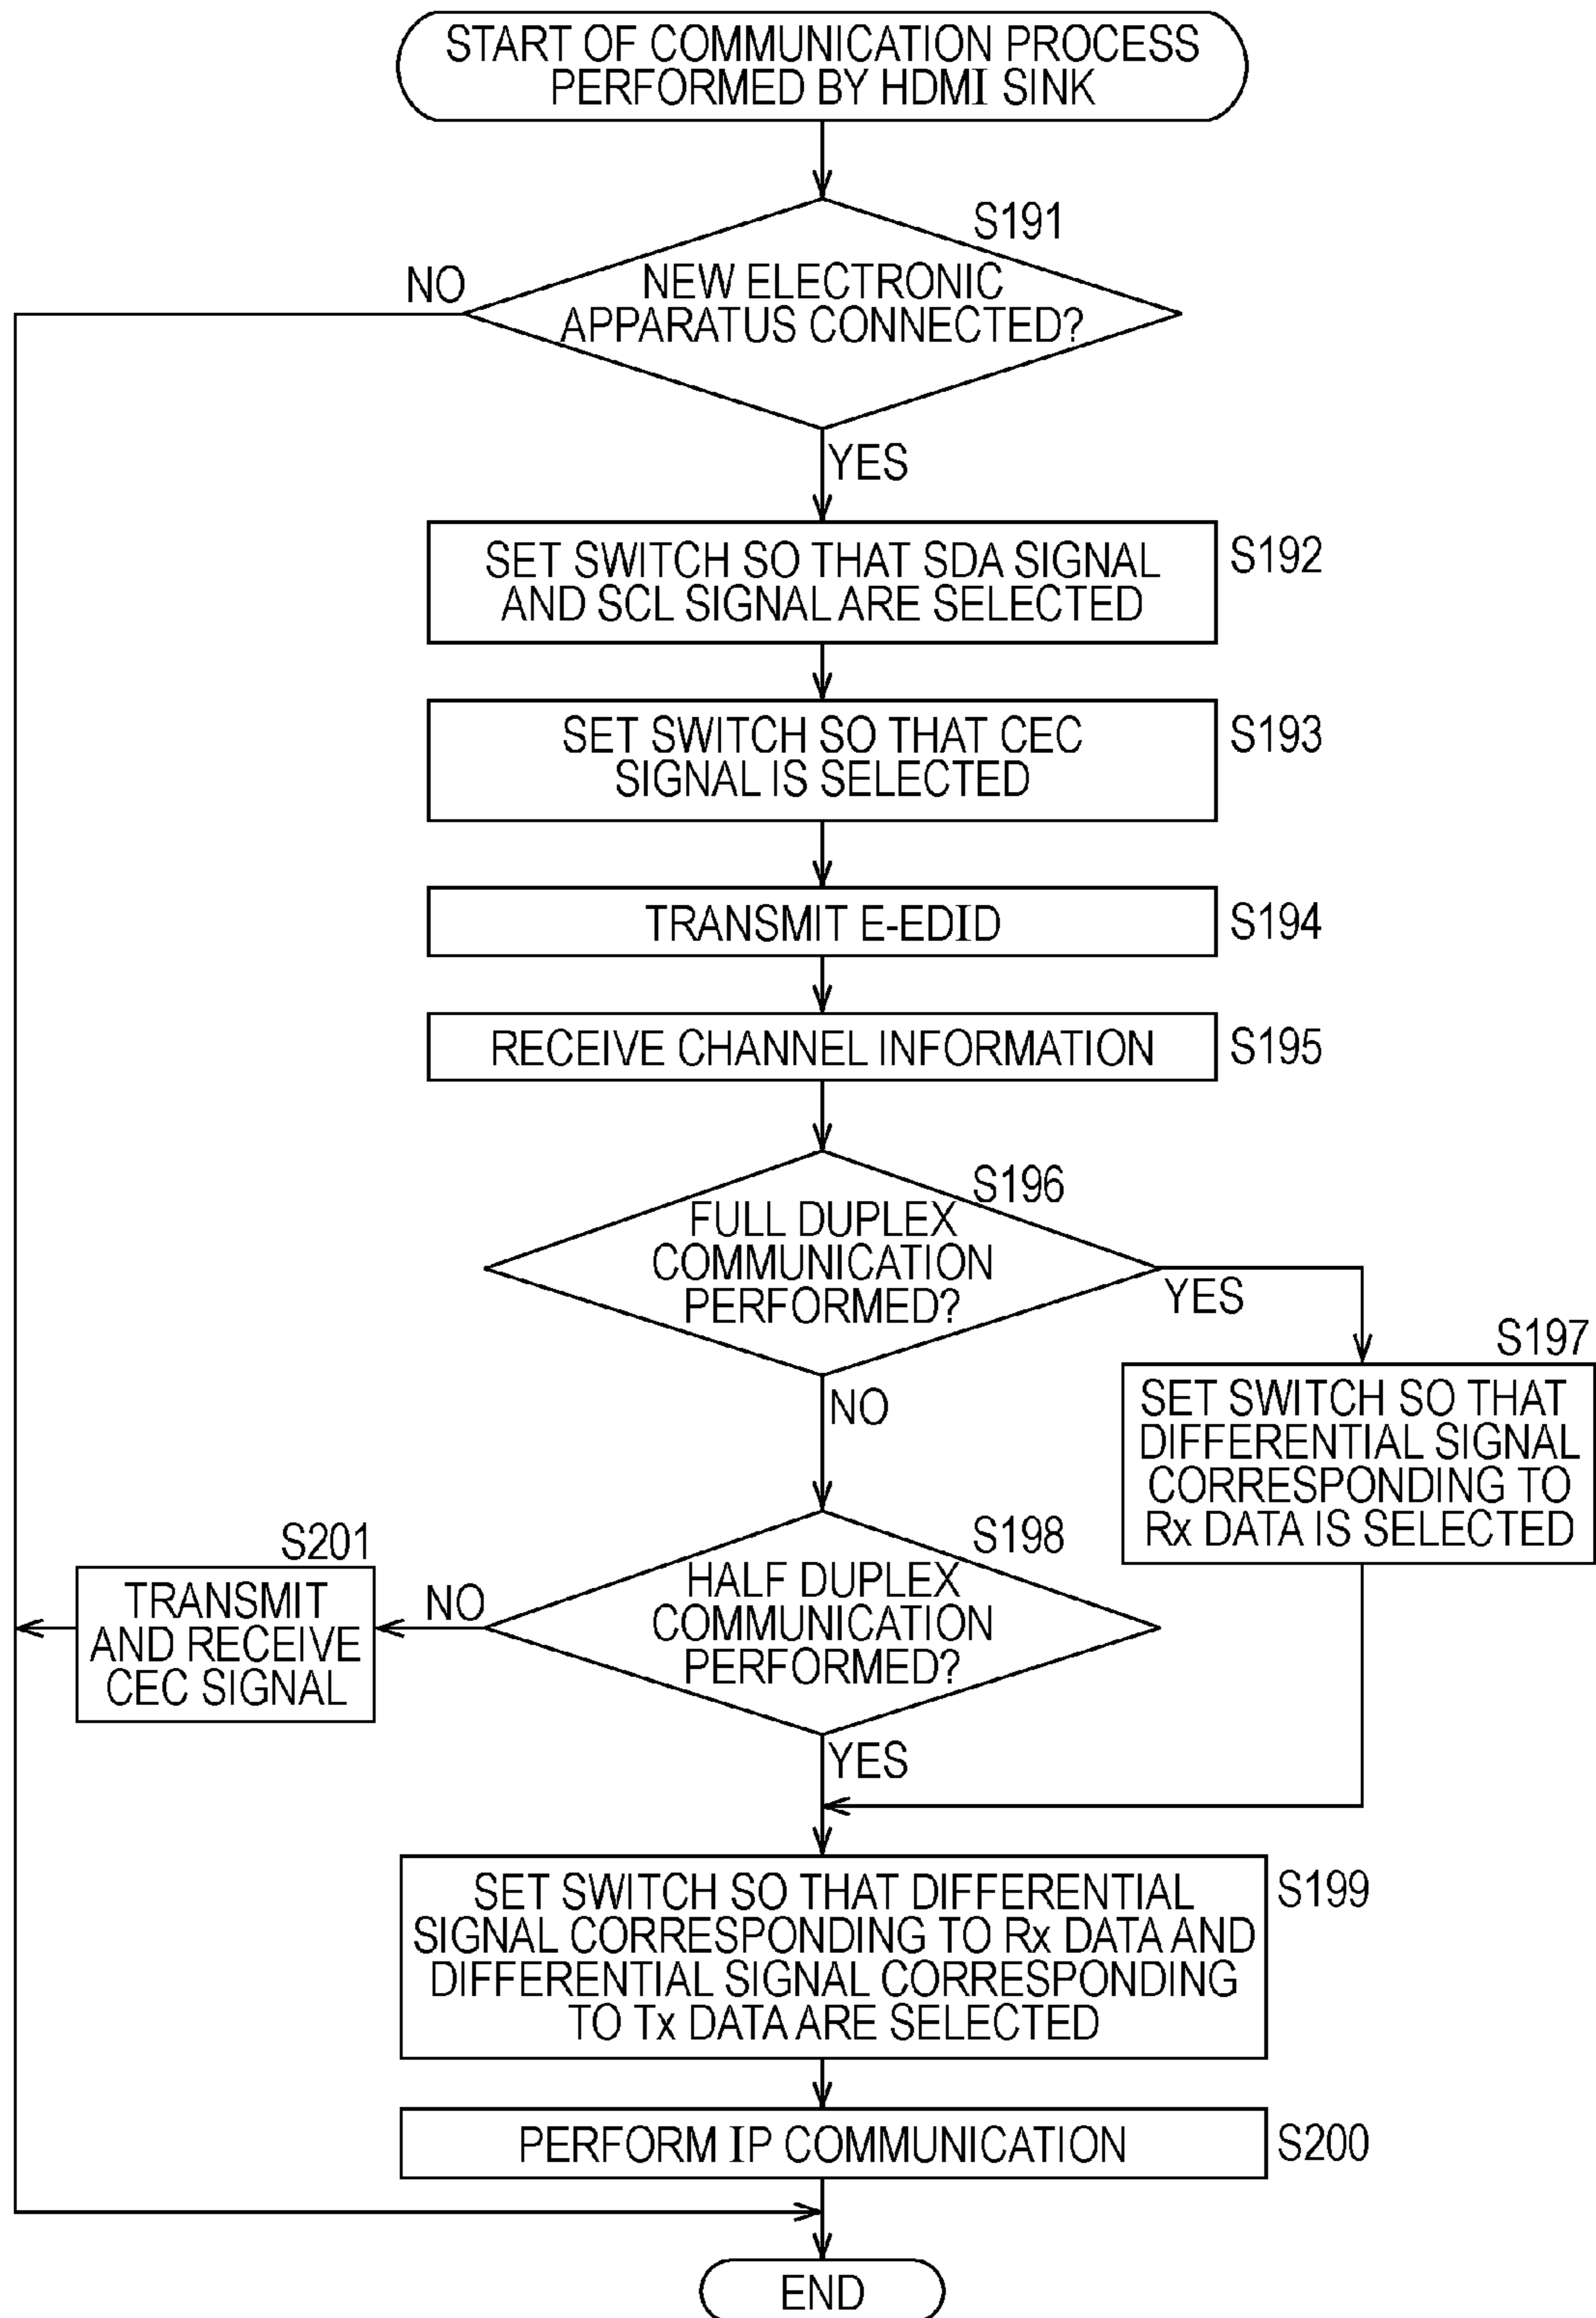 START OF COMMUNICATION PROCESS
PERFORMED BY HDMI SINK
S191
NO
NEW ELECTRONIC
APPARATUS CONNECTED?
YES
SET SWITCH SO THAT SDA SIGNAL
AND SCL SIGNAL ARE SELECTED
S192
SET SWITCH SO THAT CEC
SIGNAL IS SELECTED
S193
TRANSMIT E-EDID
S194
RECEIVE CHANNEL INFORMATION
S195
S196
FULL DUPLEX
COMMUNICATION
PERFORMED?
YES
NO
S197
SET SWITCH SO THAT
DIFFERENTIAL SIGNAL
CORRESPONDING TO
Rx DATA IS SELECTED
S198
HALF DUPLEX
COMMUNICATION
PERFORMED?
NO
S201
TRANSMIT
AND RECEIVE
CEC SIGNAL
YES
SET SWITCH SO THAT DIFFERENTIAL
SIGNAL CORRESPONDING TO Rx DATA AND
DIFFERENTIAL SIGNAL CORRESPONDING
TO Tx DATA ARE SELECTED
S199
PERFORM IP COMMUNICATION
S200
END